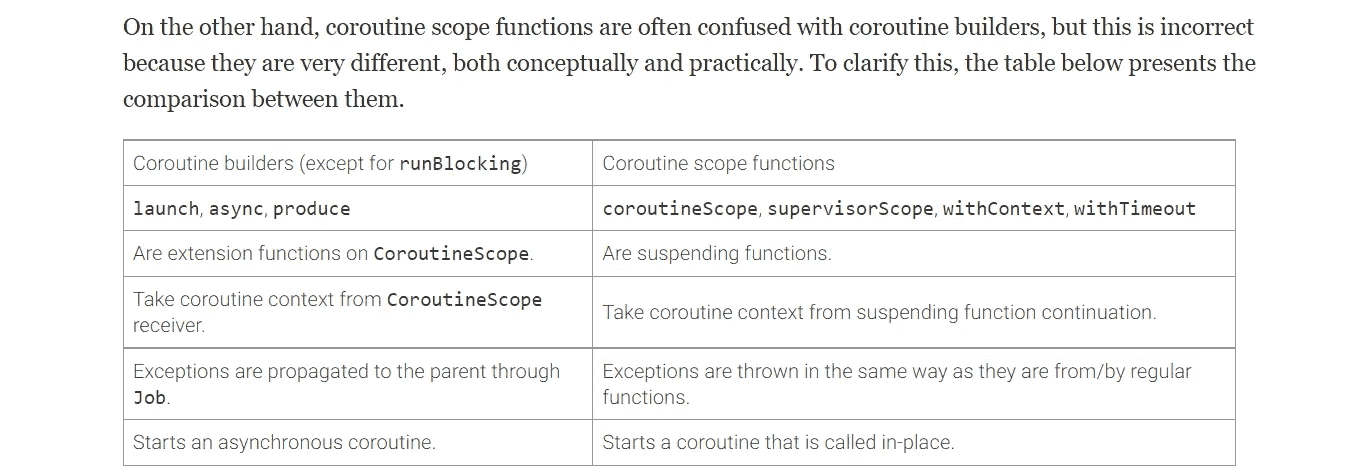 On the other hand, coroutine scope functions are often confused with coroutine builders, but this is incorrect
because they are very different, both conceptually and practically. To clarify this, the table below presents the
comparison between them.
Coroutine builders (except for runBlocking)
Coroutine scope functions
launch, async, produce
coroutineScope, supervisorScope, withContext, withTimeout
Are extension functions on CoroutineScope.
Are suspending functions.
Take coroutine context from CoroutineScope
receiver.
Take coroutine context from suspending function continuation.
Exceptions are propagated to the parent through
Job.
Exceptions are thrown in the same way as they are from/by regular
functions.
Starts an asynchronous coroutine.
Starts a coroutine that is called in-place.